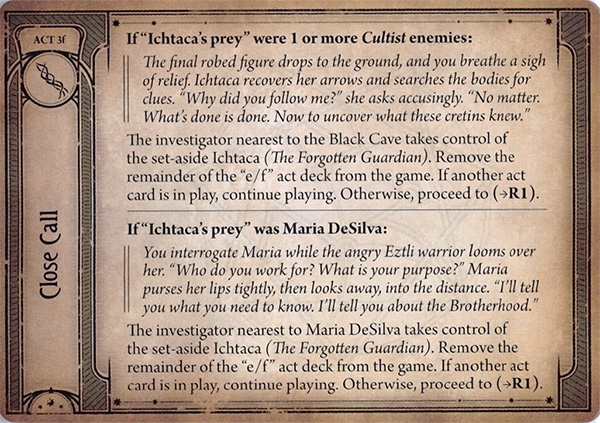 ACT 3f
Close Call
If “Ichtaca’s prey” were 1 or more Cultist enemies:
The final robed figure drops to the ground, and you breathe a sigh
of relief. Ichtaca recovers her arrows and searches the bodies for
clues. “Why did you follow me?” she asks accusingly. “No matter.
What’s done is done. Now to uncover what these cretins knew.”
The investigator nearest to the Black Cave takes control of
the set-aside Ichtaca (The Forgotten Guardian). Remove the
remainder of the “e/f” act deck from the game. If another act
card is in play, continue playing. Otherwise, proceed to (→R1).
If “Ichtaca’s prey” was Maria DeSilva:
You interrogate Maria while the angry Eztli warrior looms over
her. “Who do you work for? What is your purpose?” Maria
purses her lips tightly, then looks away, into the distance. “I’ll tell
you what you need to know. I’ll tell you about the Brotherhood.”
The investigator nearest to Maria DeSilva takes control of
the set-aside Ichtaca (The Forgotten Guardian). Remove the
remainder of the “e/f” act deck from the game. If another act
card is in play, continue playing. Otherwise, proceed to (→R1).